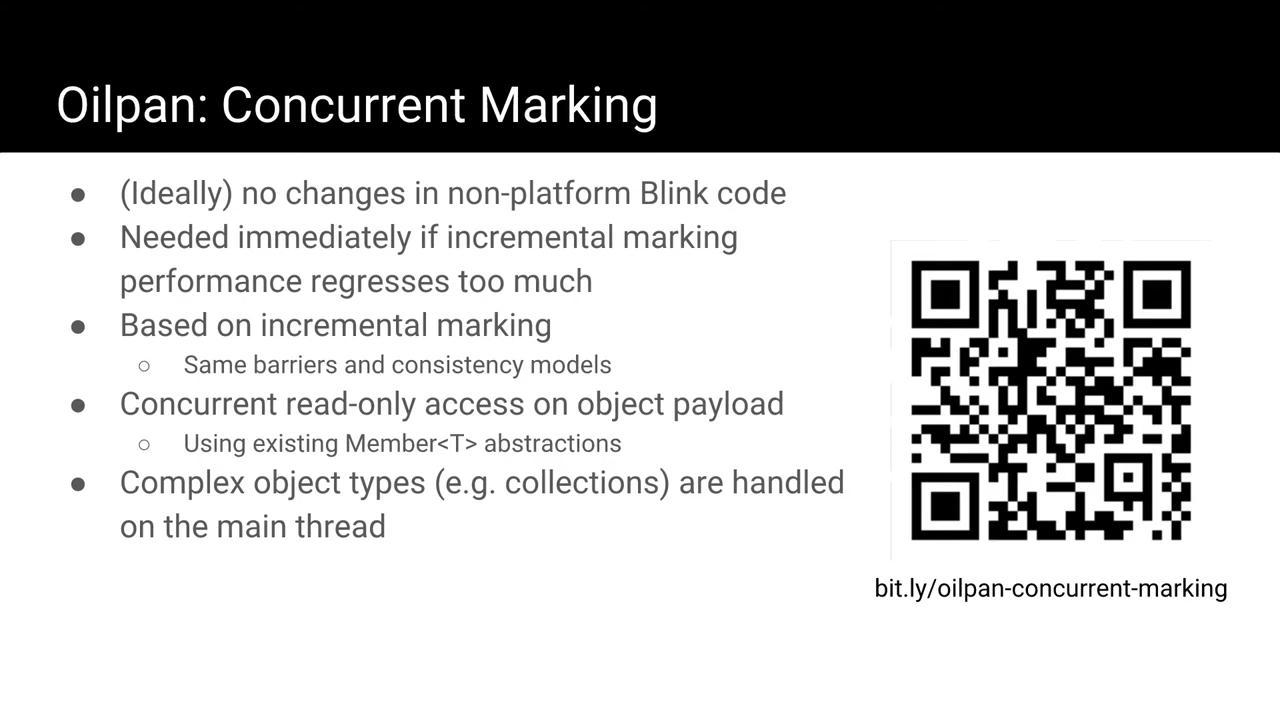 Oilpan: Concurrent Marking
● (Ideally) no changes in non-platform Blink code
● Needed immediately if incremental marking
performance regresses too much
● Based on incremental marking
○ Same barriers and consistency models
● Concurrent read-only access on object payload
○ Using existing Member<T> abstractions
● Complex object types (e.g. collections) are handled
on the main thread
bit.ly/oilpan-concurrent-marking